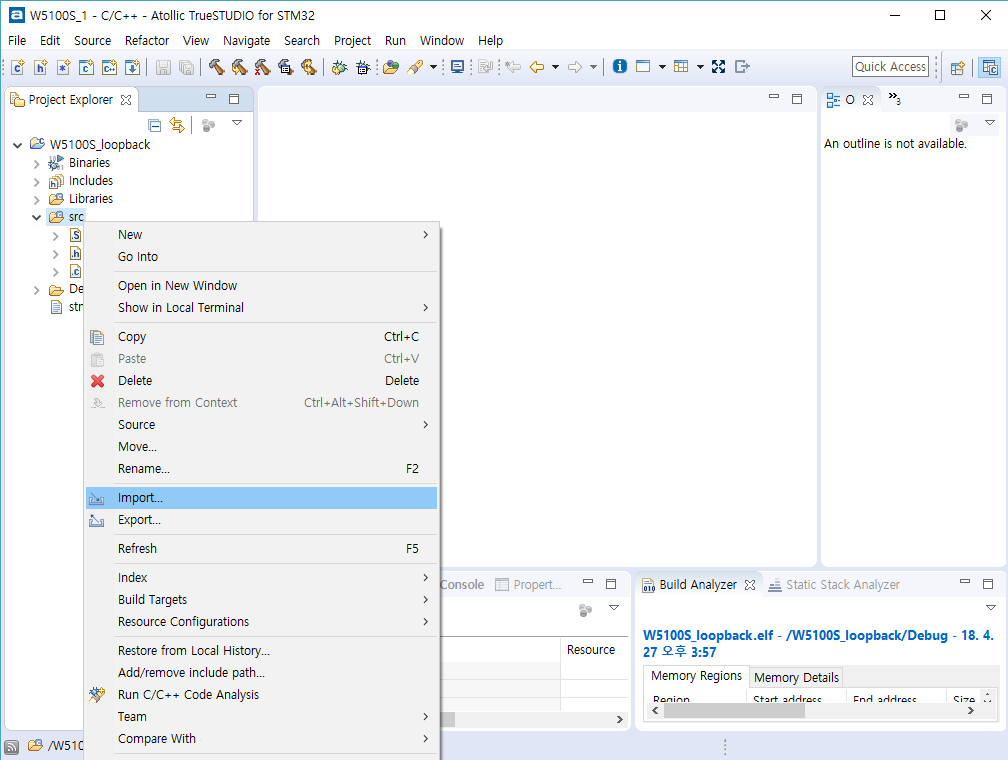 W5100S_1 - C/C++ - Atollic TrueSTUDIO for STM32
File Edit Source Refactor View Navigate Search Project Run Window Help
Quick Access
Project Explorer
W5100S_loopback
Binaries
Includes
Libraries
src
.S
.h
.c
De
str
New
Go Into
Open in New Window
Show in Local Terminal
Copy Ctrl+C
Paste Ctrl+V
Delete Delete
Remove from Context Ctrl+Alt+Shift+Down
Source
Move...
Rename... F2
Import...
Export...
Refresh F5
Index
Build Targets
Resource Configurations
Restore from Local History...
Add/remove include path...
Run C/C++ Code Analysis
Team
Compare With
O
3
An outline is not available.
Console Propert...
Resource
Build Analyzer Static Stack Analyzer
W5100S_loopback.elf - /W5100S_loopback/Debug - 18. 4.
27 오후 3:57
Memory Regions Memory Details
Region Start address End address Size
/W510